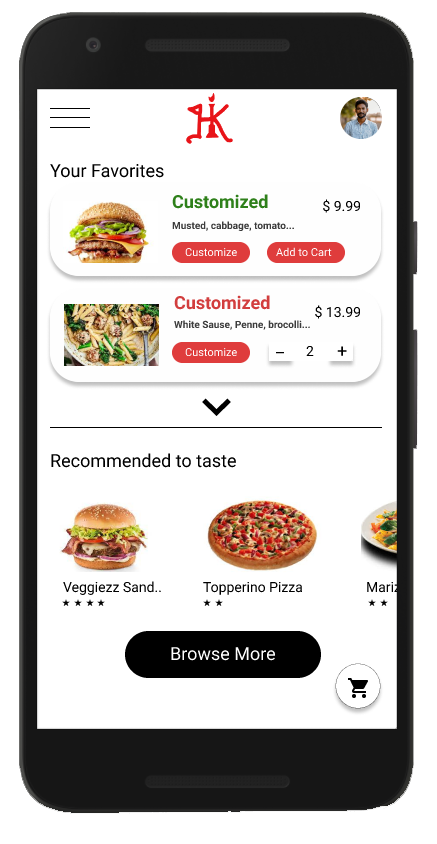 HK
Your Favorites
Customized
$ 9.99
Musted, cabbage, tomato...
Customize
Add to Cart
Customized
$ 13.99
White Sause, Penne, brocolli...
Customize
– 2 +
Recommended to taste
Veggiezz Sand..
Topperino Pizza
Mariz
Browse More